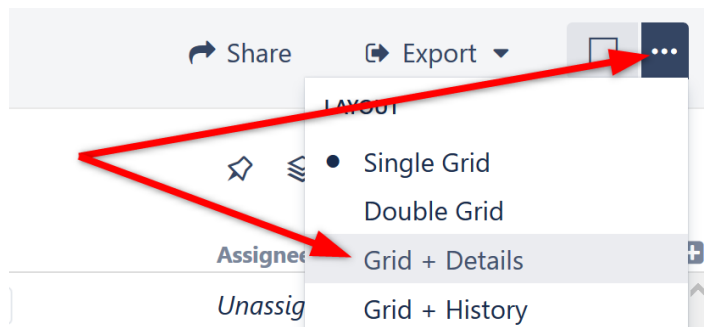 Share
Export
LAYOUT
Single Grid
Double Grid
Assignee
Grid + Details
Unassig
Grid + History